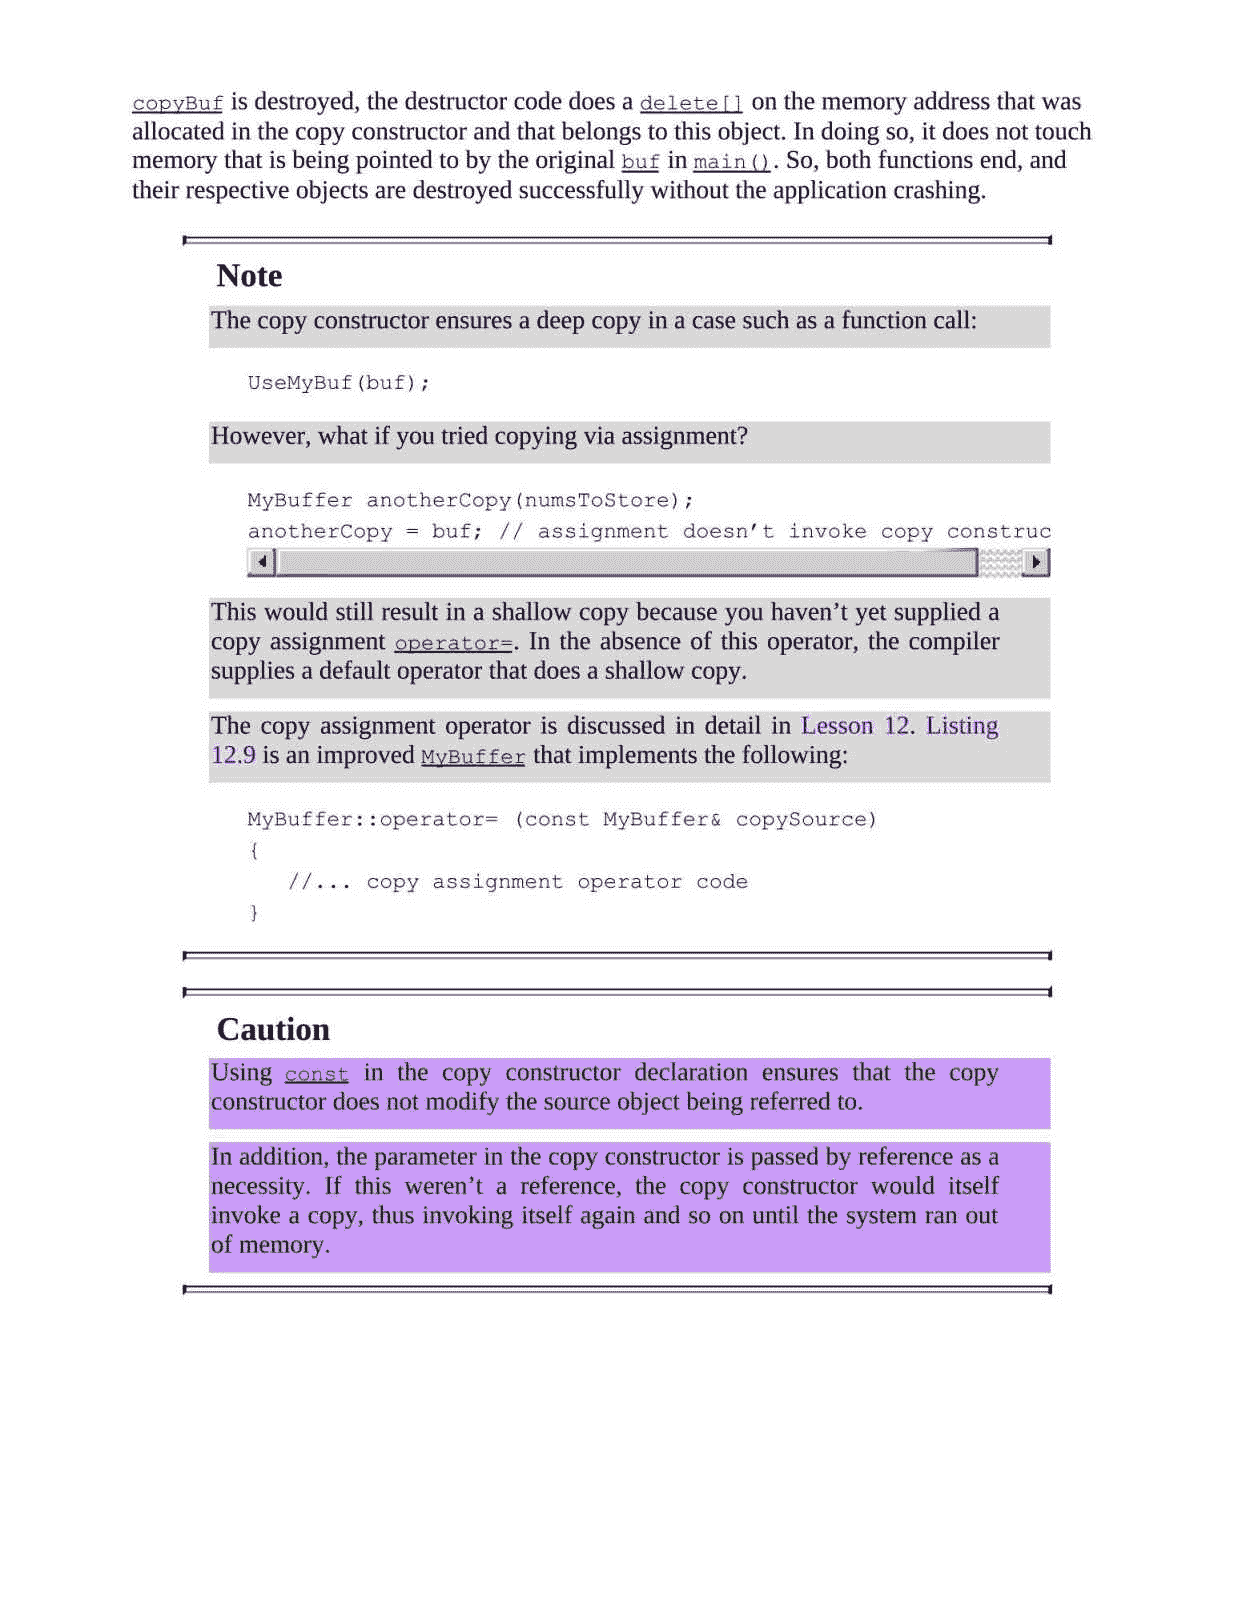 copyBuf is destroyed, the destructor code does a delete[] on the memory address that was
allocated in the copy constructor and that belongs to this object. In doing so, it does not touch
memory that is being pointed to by the original buf in main(). So, both functions end, and
their respective objects are destroyed successfully without the application crashing.
Note
The copy constructor ensures a deep copy in a case such as a function call:
UseMyBuf(buf);
However, what if you tried copying via assignment?
MyBuffer anotherCopy(numsToStore);
anotherCopy = buf; // assignment doesn’t invoke copy construc
This would still result in a shallow copy because you haven’t yet supplied a
copy assignment operator=. In the absence of this operator, the compiler
supplies a default operator that does a shallow copy.
The copy assignment operator is discussed in detail in Lesson 12. Listing
12.9 is an improved MyBuffer that implements the following:
MyBuffer::operator= (const MyBuffer& copySource)
{
//... copy assignment operator code
}
Caution
Using const in the copy constructor declaration ensures that the copy
constructor does not modify the source object being referred to.
In addition, the parameter in the copy constructor is passed by reference as a
necessity. If this weren’t a reference, the copy constructor would itself
invoke a copy, thus invoking itself again and so on until the system ran out
of memory.